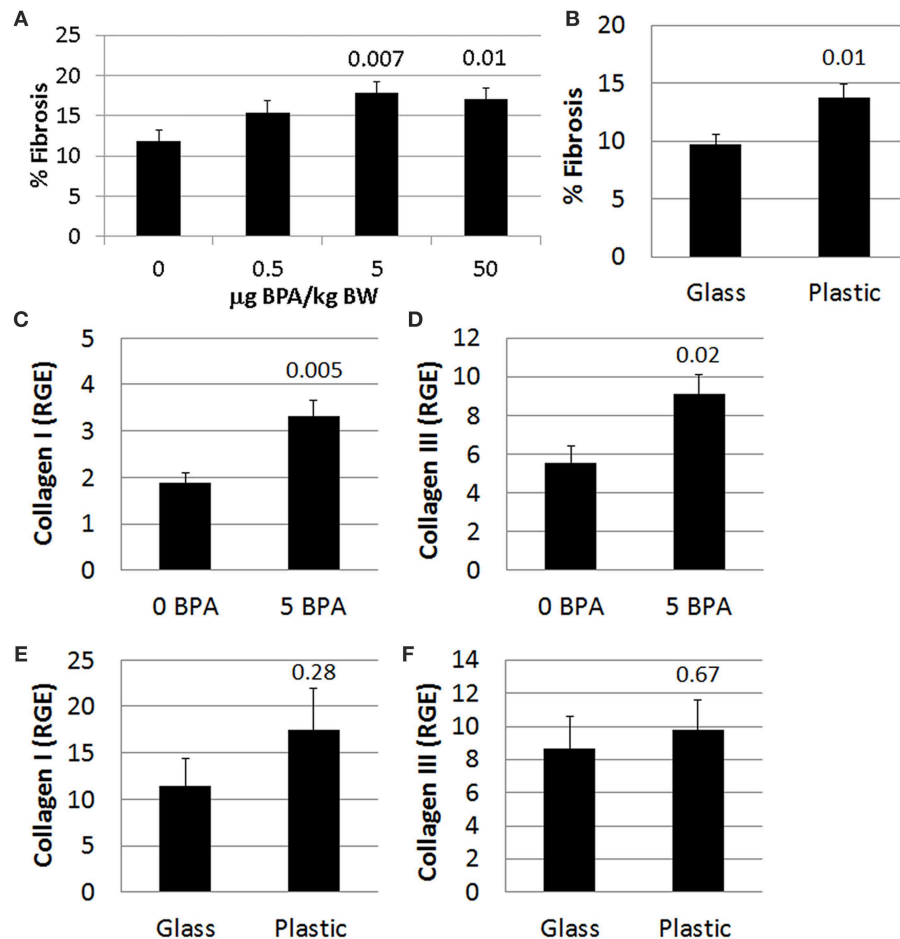 A
% Fibrosis
25
20
15
10
5
0
0.007
0.01
0
0.5
5
50
µg BPA/kg BW
B
% Fibrosis
20
15
10
5
0
0.01
Glass
Plastic
C
Collagen I (RGE)
5
4
3
2
1
0
0.005
0 BPA
5 BPA
D
Collagen III (RGE)
12
10
8
6
4
2
0
0.02
0 BPA
5 BPA
E
Collagen I (RGE)
25
20
15
10
5
0
0.28
Glass
Plastic
F
Collagen III (RGE)
14
12
10
8
6
4
2
0
0.67
Glass
Plastic